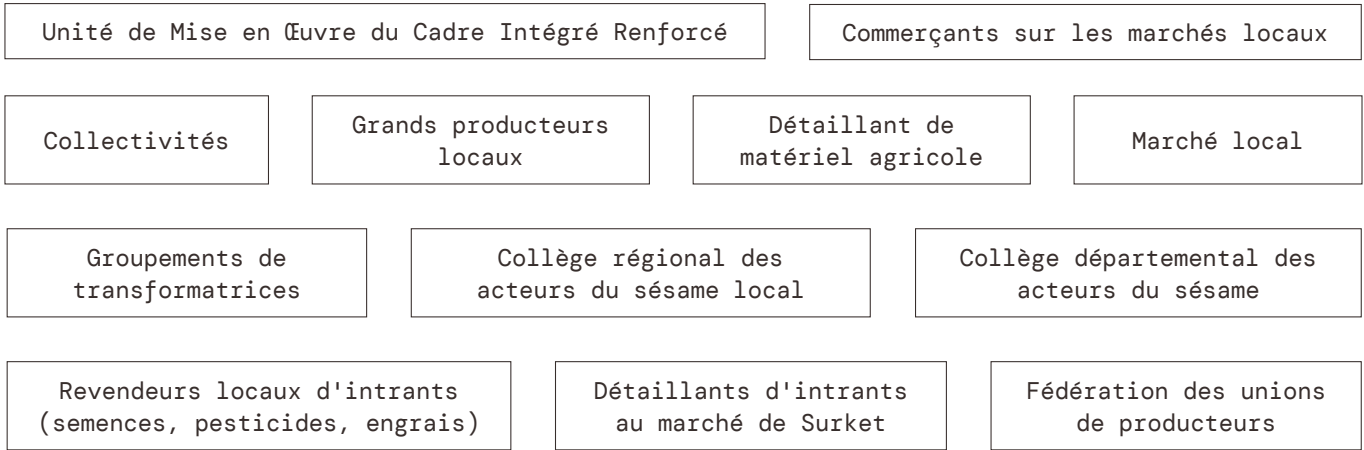 Unité de Mise en Œuvre du Cadre Intégré Renforcé
Commerçants sur les marchés locaux
Collectivités
Grands producteurs
locaux
Détaillant de
matériel agricole
Marché local
Groupements de
transformatrices
Collège régional des
acteurs du sésame local
Collège départemental des
acteurs du sésame
Revendeurs locaux d'intrants
(semences, pesticides, engrais)
Détaillants d'intrants
au marché de Surket
Fédération des unions
de producteurs